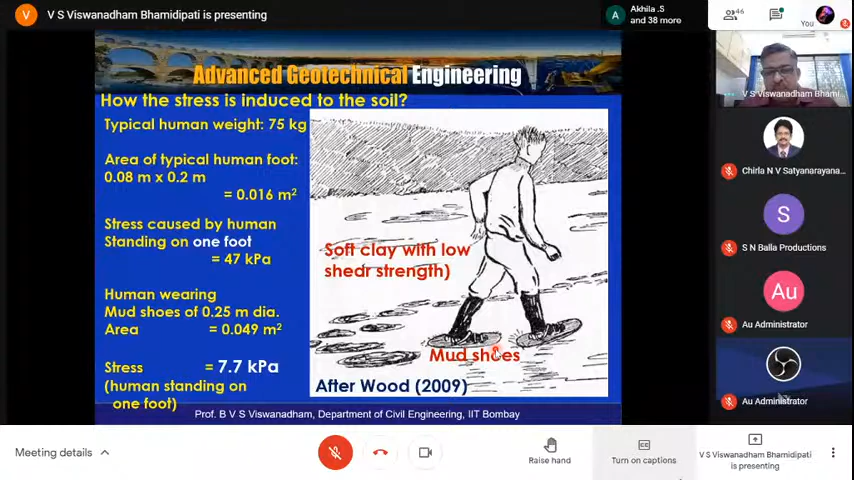 V S Viswanadham Bhamidipati is presenting
Akhila .S
and 38 more
46
You
Advanced Geotechnical Engineering
How the stress is induced to the soil?
Typical human weight: 75 kg
Area of typical human foot:
0.08 m x 0.2 m
= 0.016 m²
Stress caused by human
Standing on one foot
= 47 kPa
Human wearing
Mud shoes of 0.25 m dia.
Area = 0.049 m²
Stress = 7.7 kPa
(human standing on
one foot)
Soft clay with low
shear strength)
Mud shoes
After Wood (2009)
Prof. B V S Viswanadham, Department of Civil Engineering, IIT Bombay
V S Viswanadham Bhami...
Chirla N V Satyanarayana...
S
S N Balla Productions
Au
Au Administrator
Au Administrator
Meeting details
Raise hand
Turn on captions
V S Viswanadham Bhamidipati
is presenting